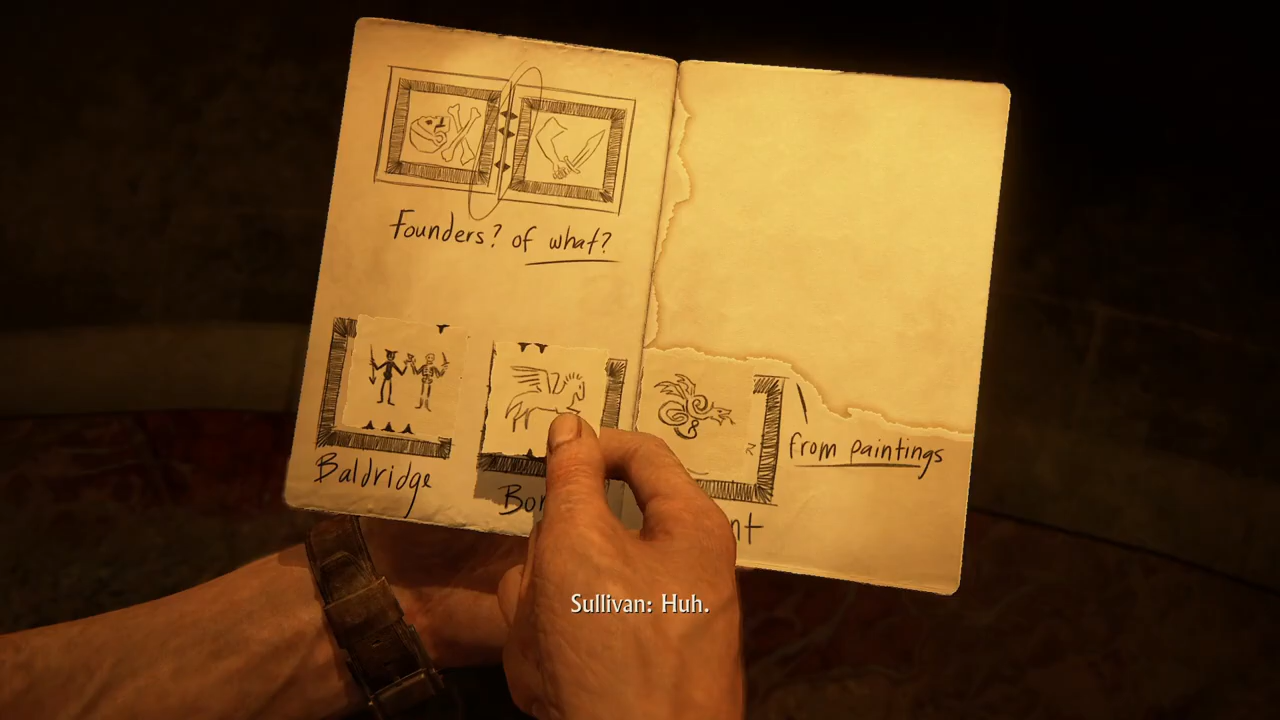 Founders? of what?
Baldridge
from paintings
Sullivan: Huh.